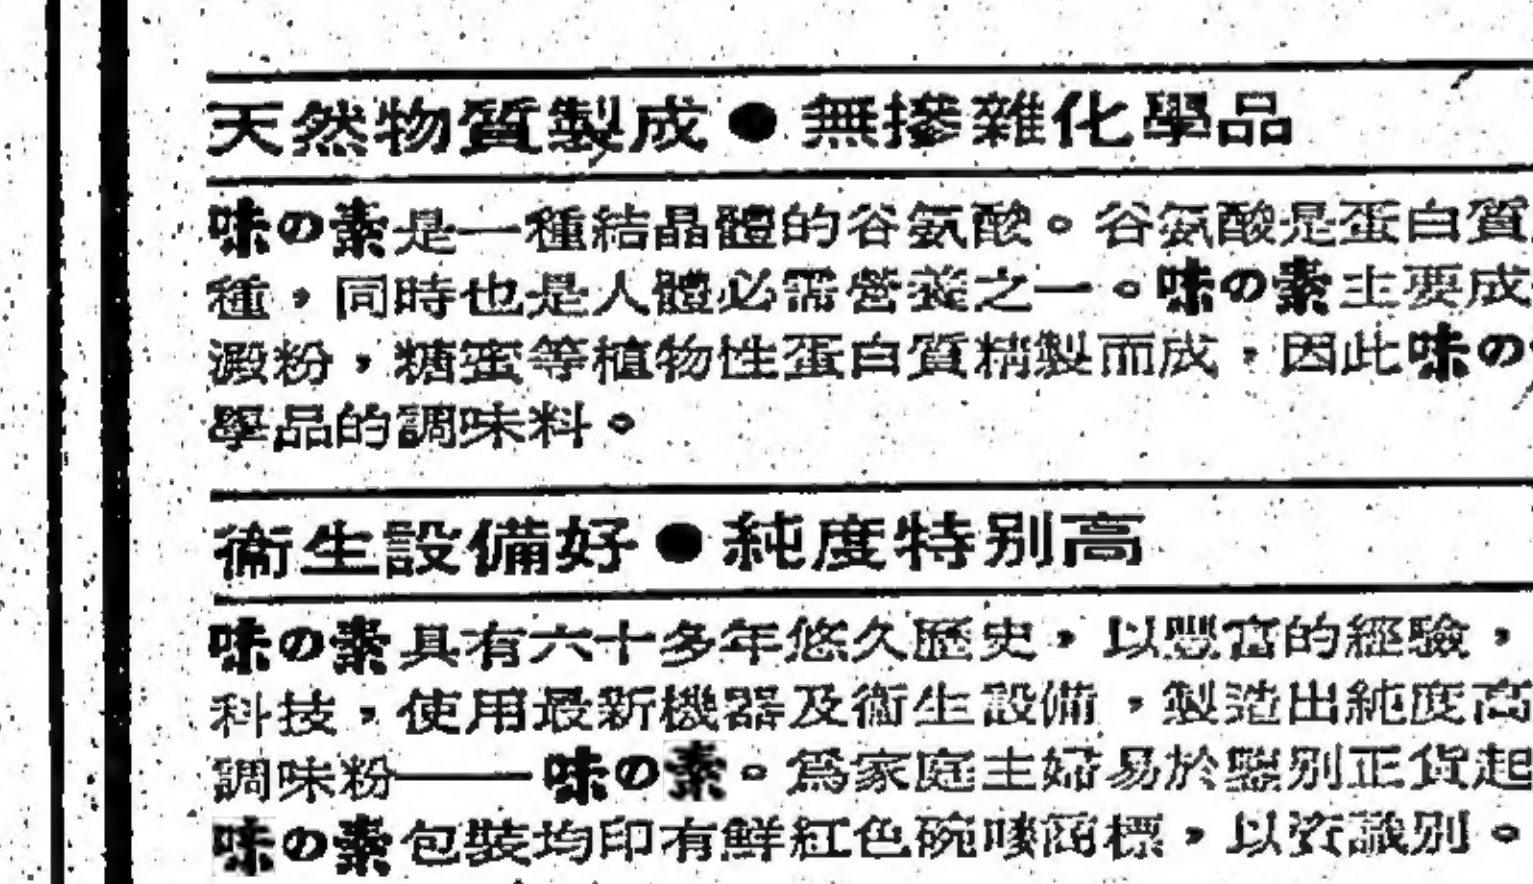 天然物質製成●無摻雜化學品
味の素是一種結晶體的谷氨酸。谷氨酸是蛋白質
種，同時也是人體必需營養之一。味の素主要成
澱粉，糖蜜等植物性蛋白質精製而成，因此味の
學品的調味料。
衞生設備好●純度特别高
味の素具有六十多年悠久歷史，以豐富的經驗，
科技，使用最新機器及衞生設備，製造出純度高
調味粉——味の素。爲家庭主婦易於鑒別正貨起
味の素包裝均印有鮮紅色碗嘜商標，以資識別。